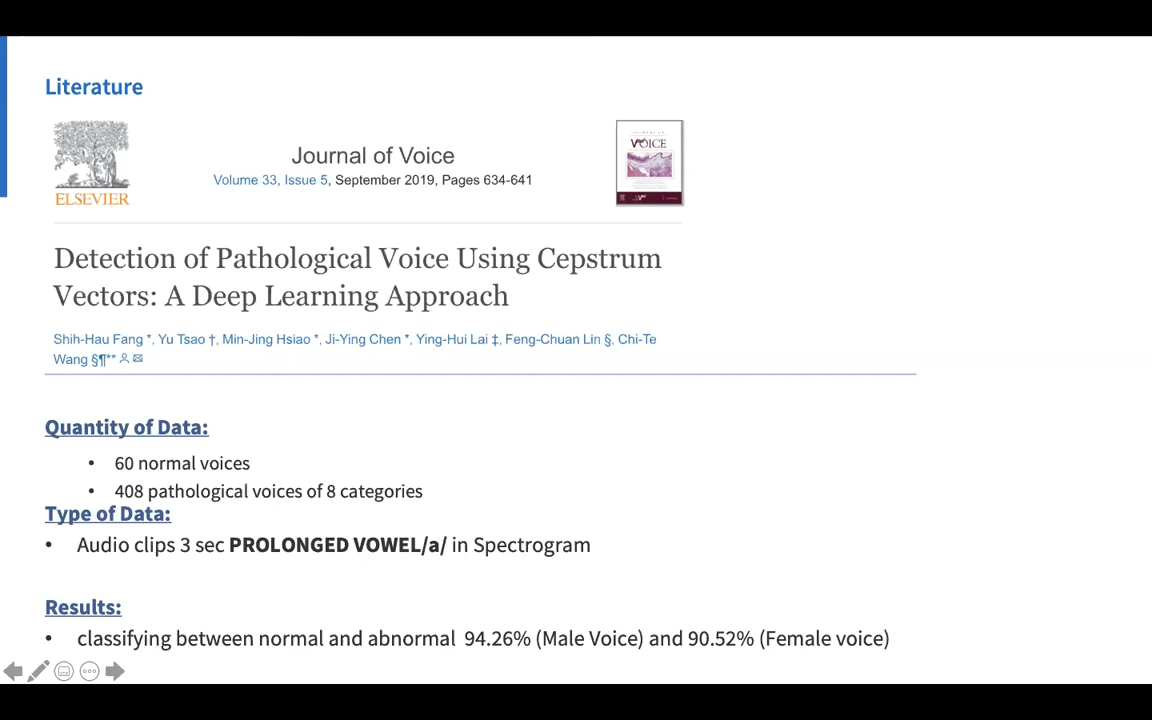 Literature
ELSEVIER
Journal of Voice
Volume 33, Issue 5, September 2019, Pages 634-641
VOICE
Detection of Pathological Voice Using Cepstrum
Vectors: A Deep Learning Approach
Shih-Hau Fang *, Yu Tsao †, Min-Jing Hsiao *, Ji-Ying Chen *, Ying-Hui Lai ‡, Feng-Chuan Lin §, Chi-Te
Wang §¶**
Quantity of Data:
• 60 normal voices
• 408 pathological voices of 8 categories
Type of Data:
• Audio clips 3 sec PROLONGED VOWEL/a/ in Spectrogram
Results:
• classifying between normal and abnormal 94.26% (Male Voice) and 90.52% (Female voice)